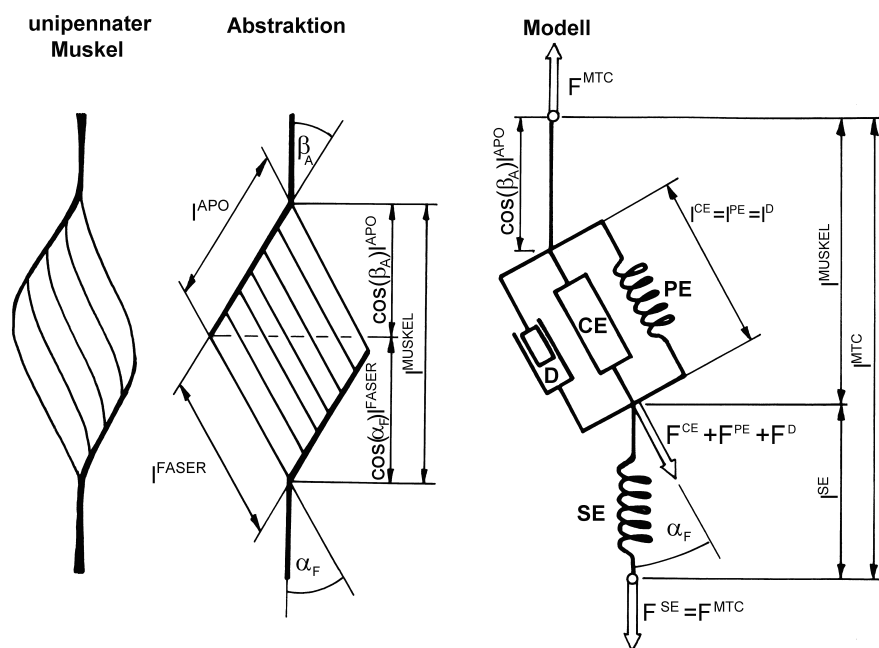 unipennater
Muskel
Abstraktion
Modell
β_A
l^APO
cos(β_A)l^APO
l^MUSKEL
cos(α_F)l^FASER
l^FASER
α_F
F^MTC
cos(β_A)l^APO
l^CE=l^PE=l^D
PE
CE
D
l^MUSKEL
l^MTC
F^CE+F^PE+F^D
l^SE
SE
α_F
F^SE=F^MTC